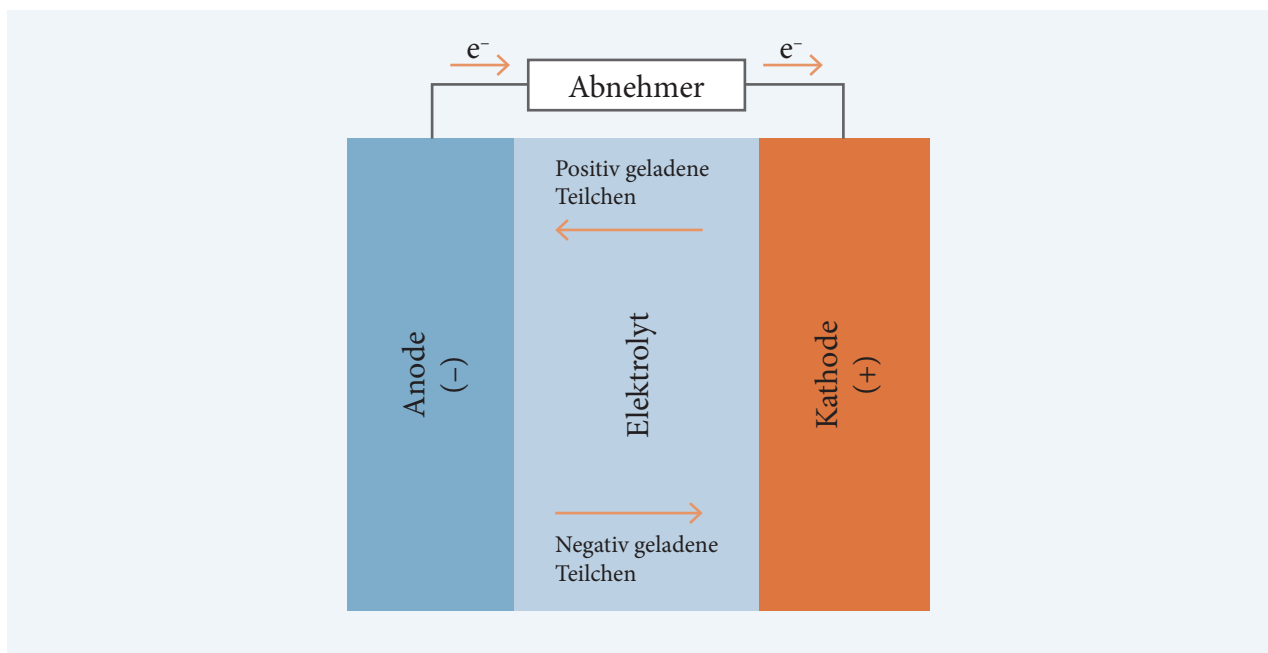 e⁻
Abnehmer
e⁻
Positiv geladene
Teilchen
Anode
(–)
Elektrolyt
Kathode
(+)
Negativ geladene
Teilchen